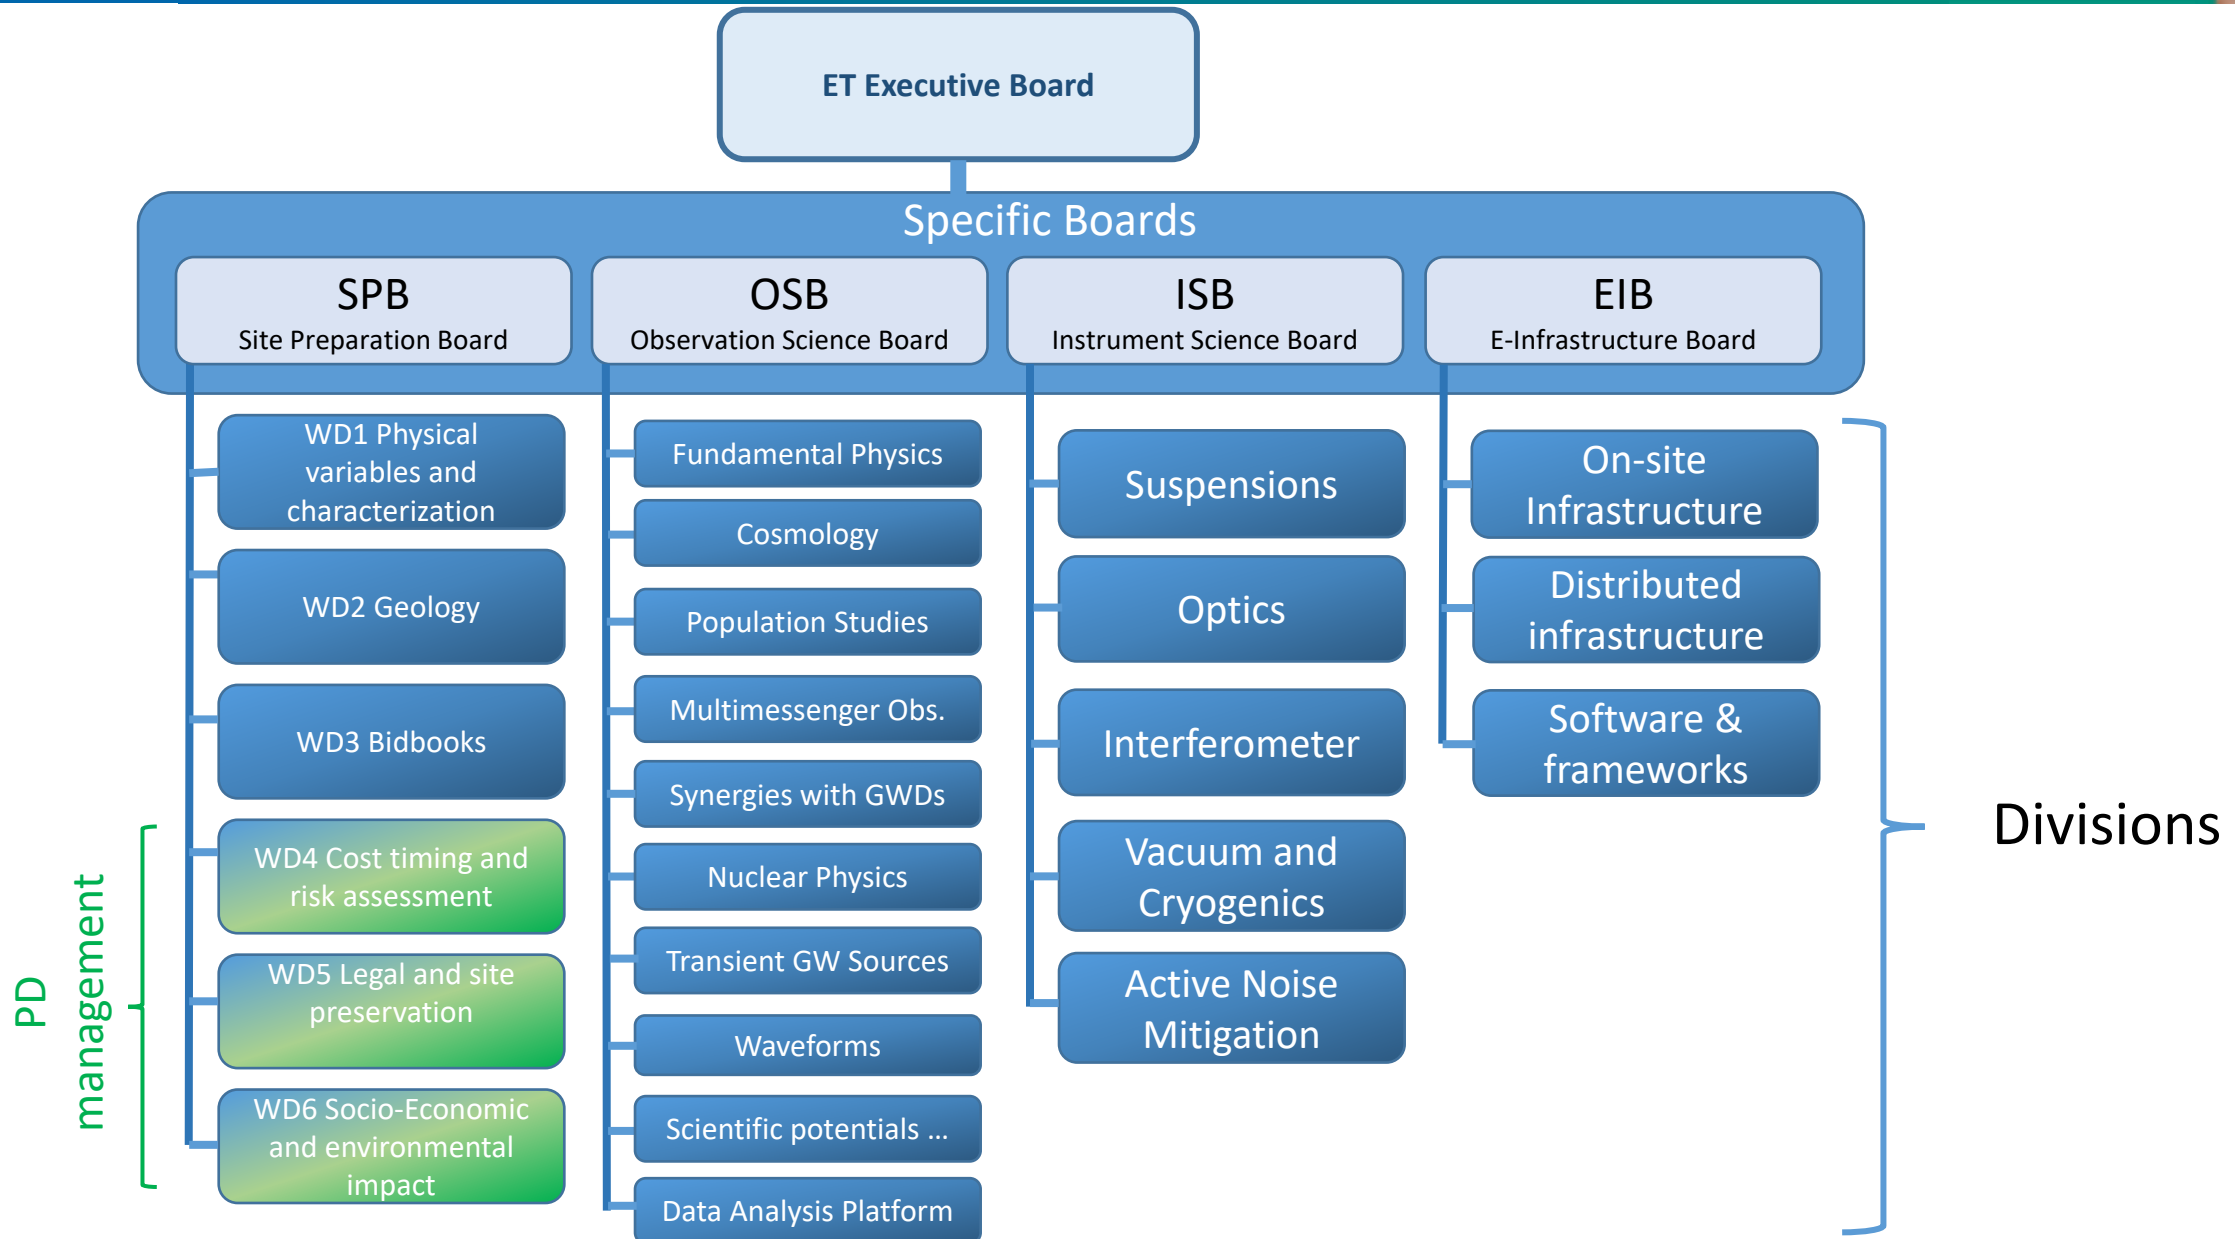 ET Executive Board
Specific Boards
SPB
Site Preparation Board
OSB
Observation Science Board
ISB
Instrument Science Board
EIB
E-Infrastructure Board
WD1 Physical
variables and
characterization
WD2 Geology
WD3 Bidbooks
WD4 Cost timing and
risk assessment
WD5 Legal and site
preservation
WD6 Socio-Economic
and environmental
impact
PD
management
Fundamental Physics
Cosmology
Population Studies
Multimessenger Obs.
Synergies with GWDs
Nuclear Physics
Transient GW Sources
Waveforms
Scientific potentials ...
Data Analysis Platform
Suspensions
Optics
Interferometer
Vacuum and
Cryogenics
Active Noise
Mitigation
On-site
Infrastructure
Distributed
infrastructure
Software &
frameworks
Divisions